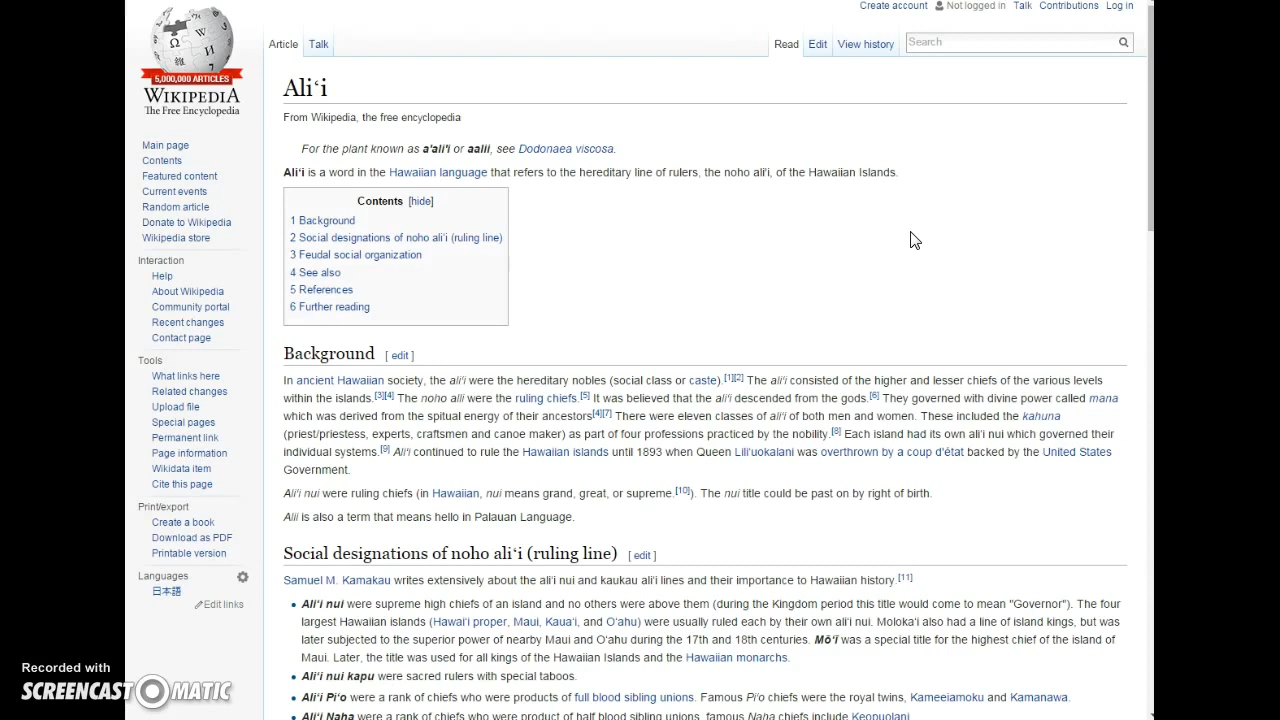 Create account Not logged in Talk Contributions Log in
Article Talk Read Edit View history Search
5,000,000 ARTICLES
WIKIPEDIA
The Free Encyclopedia
Main page
Contents
Featured content
Current events
Random article
Donate to Wikipedia
Wikipedia store
Interaction
Help
About Wikipedia
Community portal
Recent changes
Contact page
Tools
What links here
Related changes
Upload file
Special pages
Permanent link
Page information
Wikidata item
Cite this page
Print/export
Create a book
Download as PDF
Printable version
Languages
日本語
Edit links
Aliʻi
From Wikipedia, the free encyclopedia
For the plant known as a'ali'i or aalii, see Dodonaea viscosa.
Aliʻi is a word in the Hawaiian language that refers to the hereditary line of rulers, the noho aliʻi, of the Hawaiian Islands.
Contents [hide]
1 Background
2 Social designations of noho aliʻi (ruling line)
3 Feudal social organization
4 See also
5 References
6 Further reading
Background [ edit ]
In ancient Hawaiian society, the aliʻi were the hereditary nobles (social class or caste).[1][2] The aliʻi consisted of the higher and lesser chiefs of the various levels
within the islands.[3][4] The noho alii were the ruling chiefs.[5] It was believed that the aliʻi descended from the gods.[6] They governed with divine power called mana
which was derived from the spitual energy of their ancestors[4][7] There were eleven classes of aliʻi of both men and women. These included the kahuna
(priest/priestess, experts, craftsmen and canoe maker) as part of four professions practiced by the nobility.[8] Each island had its own aliʻi nui which governed their
individual systems.[9] Aliʻi continued to rule the Hawaiian islands until 1893 when Queen Liliʻuokalani was overthrown by a coup d'état backed by the United States
Government.
Aliʻi nui were ruling chiefs (in Hawaiian, nui means grand, great, or supreme.[10]). The nui title could be past on by right of birth.
Alii is also a term that means hello in Palauan Language.
Social designations of noho aliʻi (ruling line) [ edit ]
Samuel M. Kamakau writes extensively about the aliʻi nui and kaukau aliʻi lines and their importance to Hawaiian history.[11]
• Aliʻi nui were supreme high chiefs of an island and no others were above them (during the Kingdom period this title would come to mean "Governor"). The four
largest Hawaiian islands (Hawaiʻi proper, Maui, Kauaʻi, and Oʻahu) were usually ruled each by their own aliʻi nui. Molokaʻi also had a line of island kings, but was
later subjected to the superior power of nearby Maui and Oʻahu during the 17th and 18th centuries. Mōʻī was a special title for the highest chief of the island of
Maui. Later, the title was used for all kings of the Hawaiian Islands and the Hawaiian monarchs.
• Aliʻi nui kapu were sacred rulers with special taboos.
• Aliʻi Piʻo were a rank of chiefs who were products of full blood sibling unions. Famous Piʻo chiefs were the royal twins, Kameeiamoku and Kamanawa.
• Aliʻi Naha were a rank of chiefs who were product of half blood sibling unions, famous Naha chiefs include Keopuolani
Recorded with
SCREENCAST MATIC